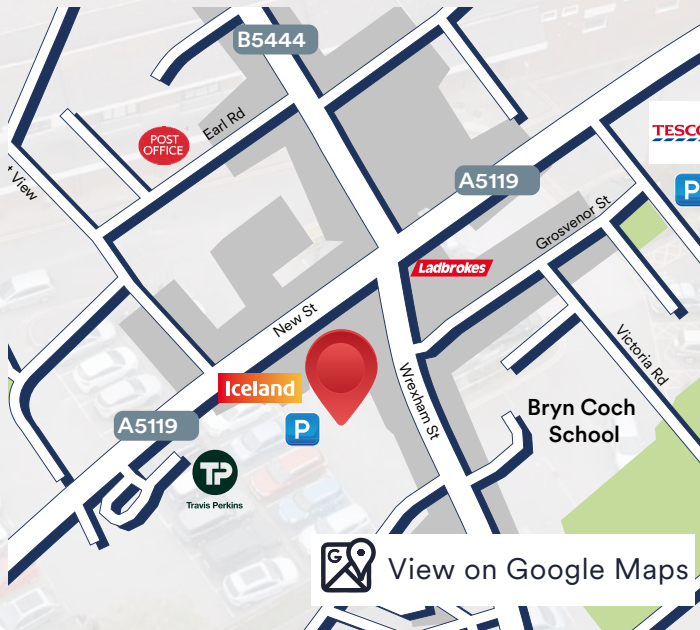 B5444
Earl Rd
POST
OFFICE
TESCO
View
A5119
P
Grosvenor St
Ladbrokes
New St
Victoria Rd
Wrexham St
Iceland
Bryn Coch
School
A5119
P
TP
Travis Perkins
G
View on Google Maps